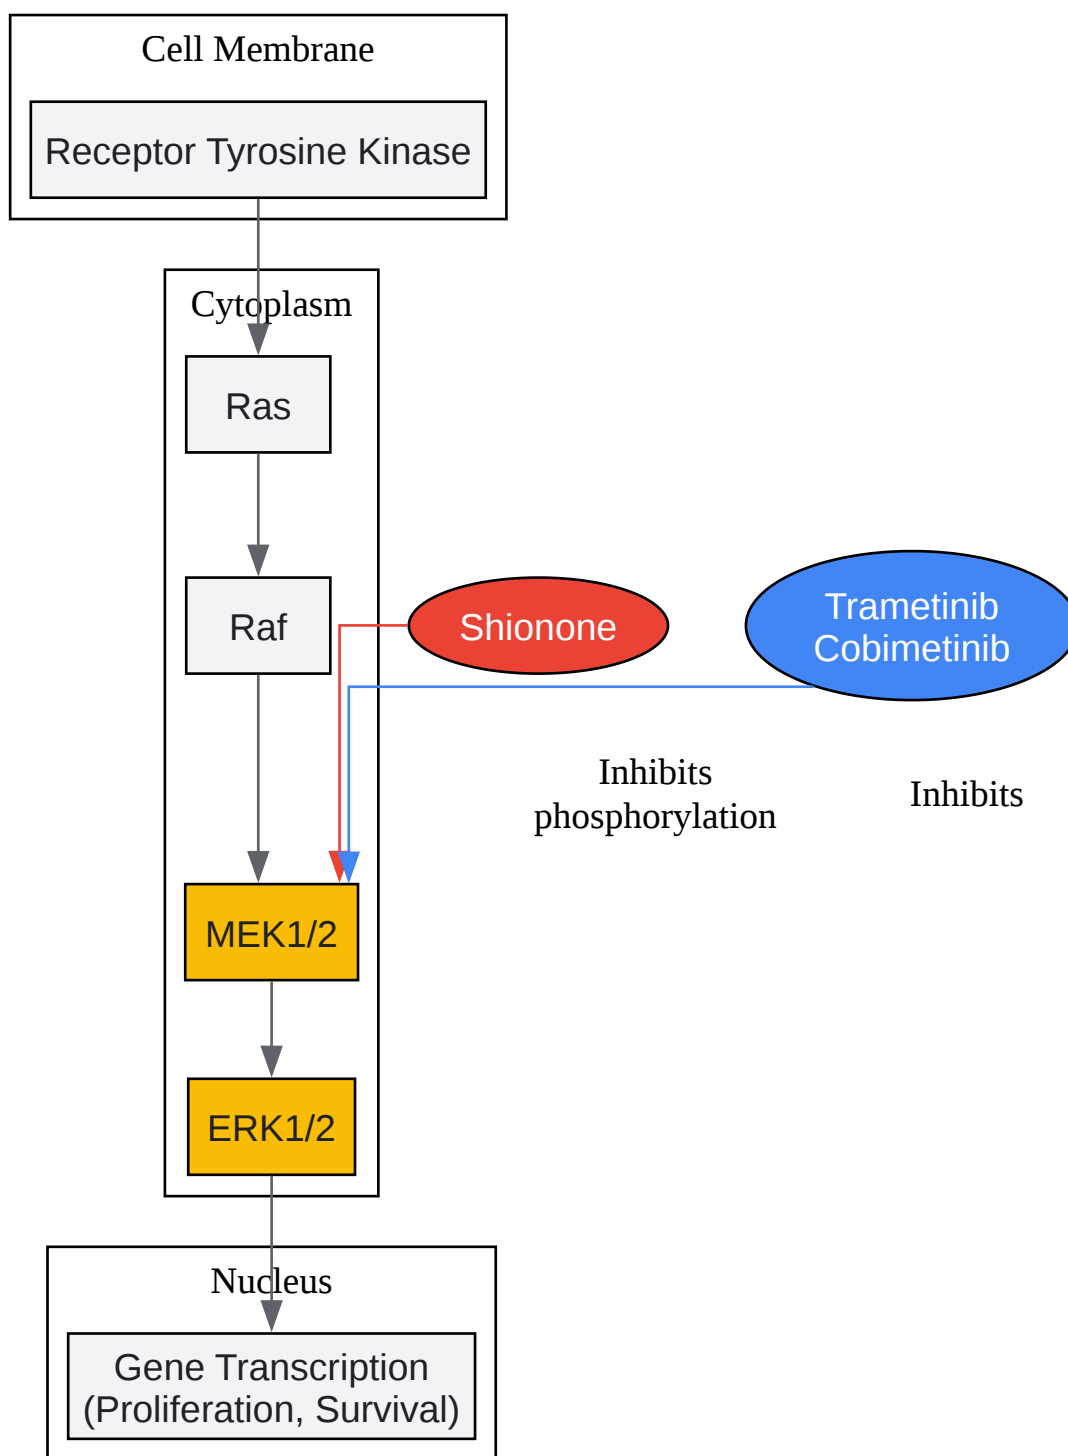 Cell Membrane
Receptor Tyrosine Kinase
Cytoplasm
Ras
Raf
Shionone
Trametinib
Cobimetinib
Inhibits
phosphorylation
Inhibits
MEK1/2
ERK1/2
Nucleus
Gene Transcription
(Proliferation, Survival)